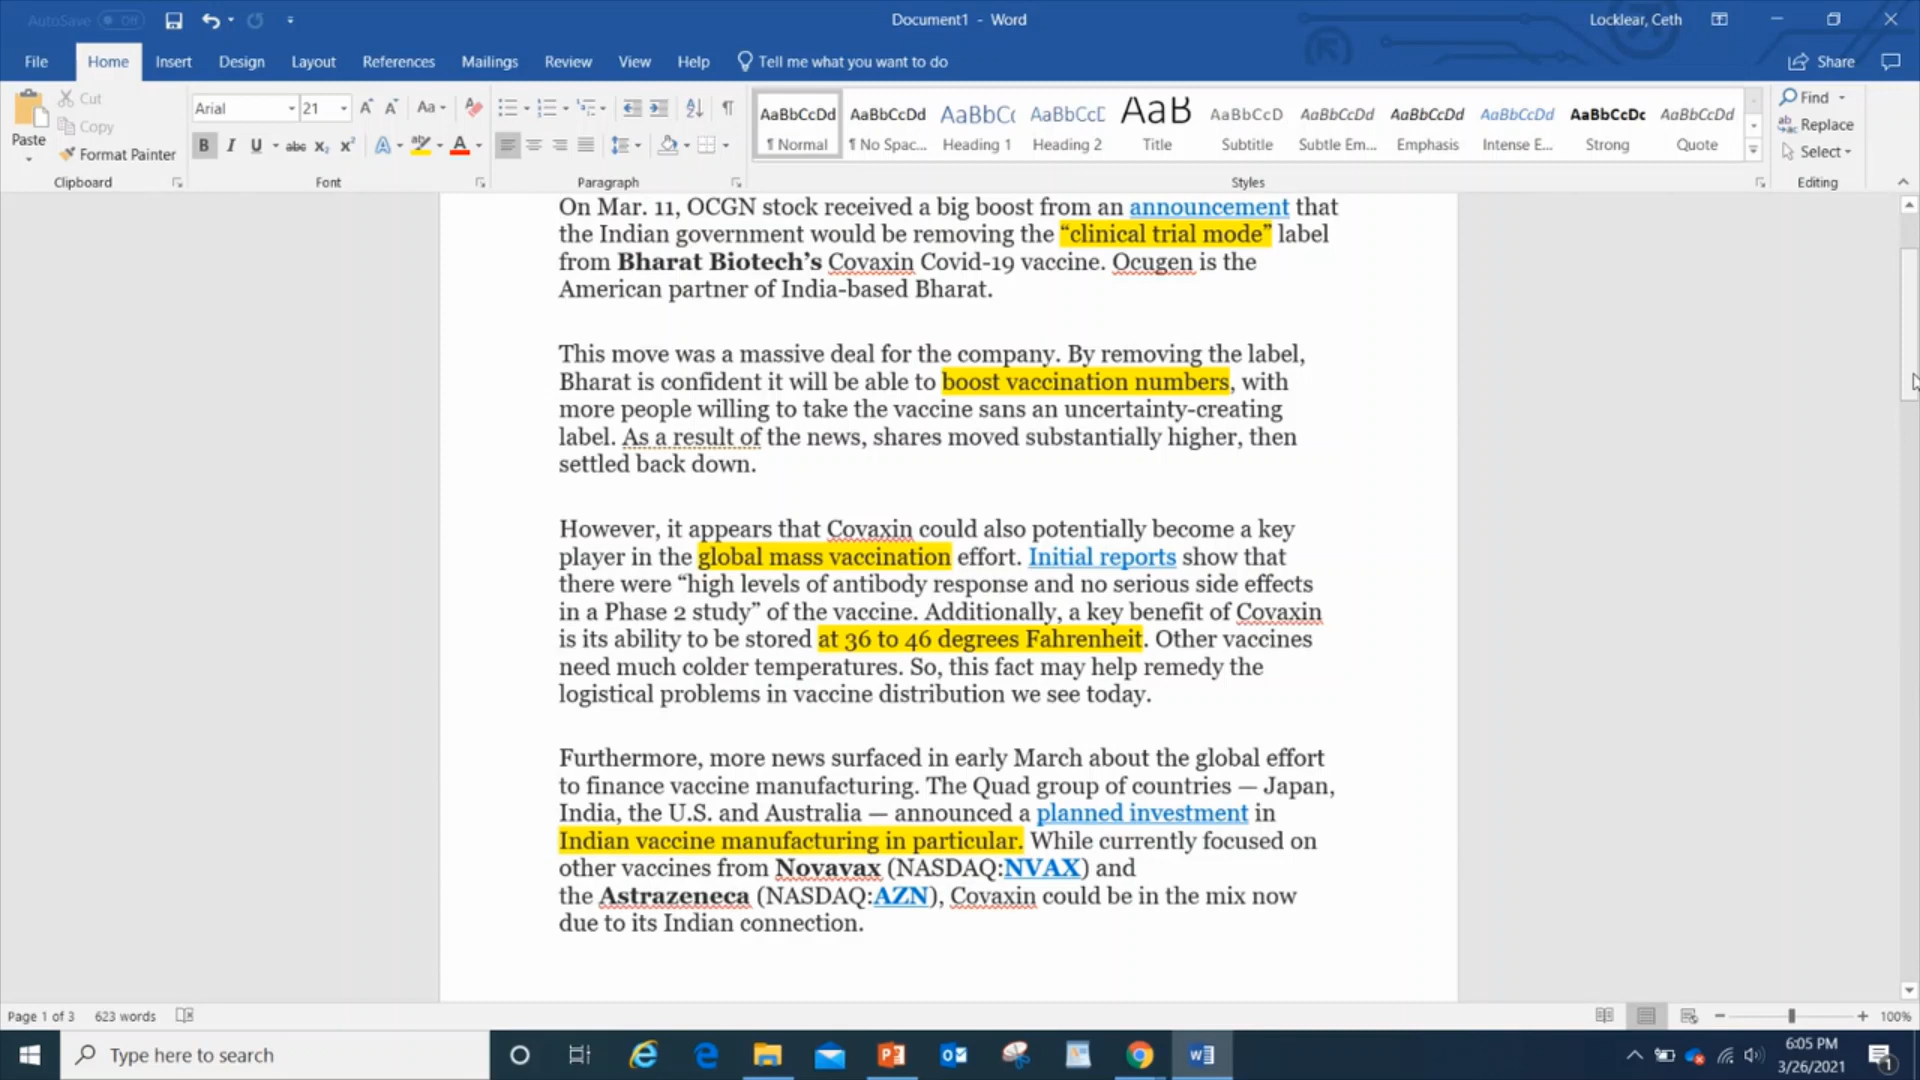 AutoSave Off
Document1 - Word
Locklear, Ceth
File Home Insert Design Layout References Mailings Review View Help Tell me what you want to do
Share
Paste
Cut
Copy
Format Painter
Clipboard
Arial 21
Font
Paragraph
AaBbCcDd AaBbCcDd AaBbCc AaBbCcD AaB AaBbCcD AaBbCcDd AaBbCcDd AaBbCcDd AaBbCcDc AaBbCcDd
¶ Normal ¶ No Spac... Heading 1 Heading 2 Title Subtitle Subtle Em... Emphasis Intense E... Strong Quote
Styles
Find
Replace
Select
Editing
On Mar. 11, OCGN stock received a big boost from an announcement that
the Indian government would be removing the “clinical trial mode” label
from Bharat Biotech’s Covaxin Covid-19 vaccine. Ocugen is the
American partner of India-based Bharat.
This move was a massive deal for the company. By removing the label,
Bharat is confident it will be able to boost vaccination numbers, with
more people willing to take the vaccine sans an uncertainty-creating
label. As a result of the news, shares moved substantially higher, then
settled back down.
However, it appears that Covaxin could also potentially become a key
player in the global mass vaccination effort. Initial reports show that
there were “high levels of antibody response and no serious side effects
in a Phase 2 study” of the vaccine. Additionally, a key benefit of Covaxin
is its ability to be stored at 36 to 46 degrees Fahrenheit. Other vaccines
need much colder temperatures. So, this fact may help remedy the
logistical problems in vaccine distribution we see today.
Furthermore, more news surfaced in early March about the global effort
to finance vaccine manufacturing. The Quad group of countries — Japan,
India, the U.S. and Australia — announced a planned investment in
Indian vaccine manufacturing in particular. While currently focused on
other vaccines from Novavax (NASDAQ:NVAX) and
the Astrazeneca (NASDAQ:AZN), Covaxin could be in the mix now
due to its Indian connection.
Page 1 of 3 623 words
100%
Type here to search
6:05 PM
3/26/2021